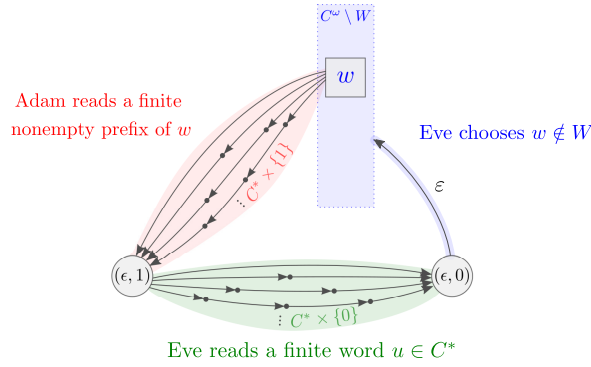 C^ω \ W
w
Adam reads a finite
nonempty prefix of w
Eve chooses w ∉ W
ε
... C* × {1}
(ϵ, 1)
(ϵ, 0)
... C* × {0}
Eve reads a finite word u ∈ C*